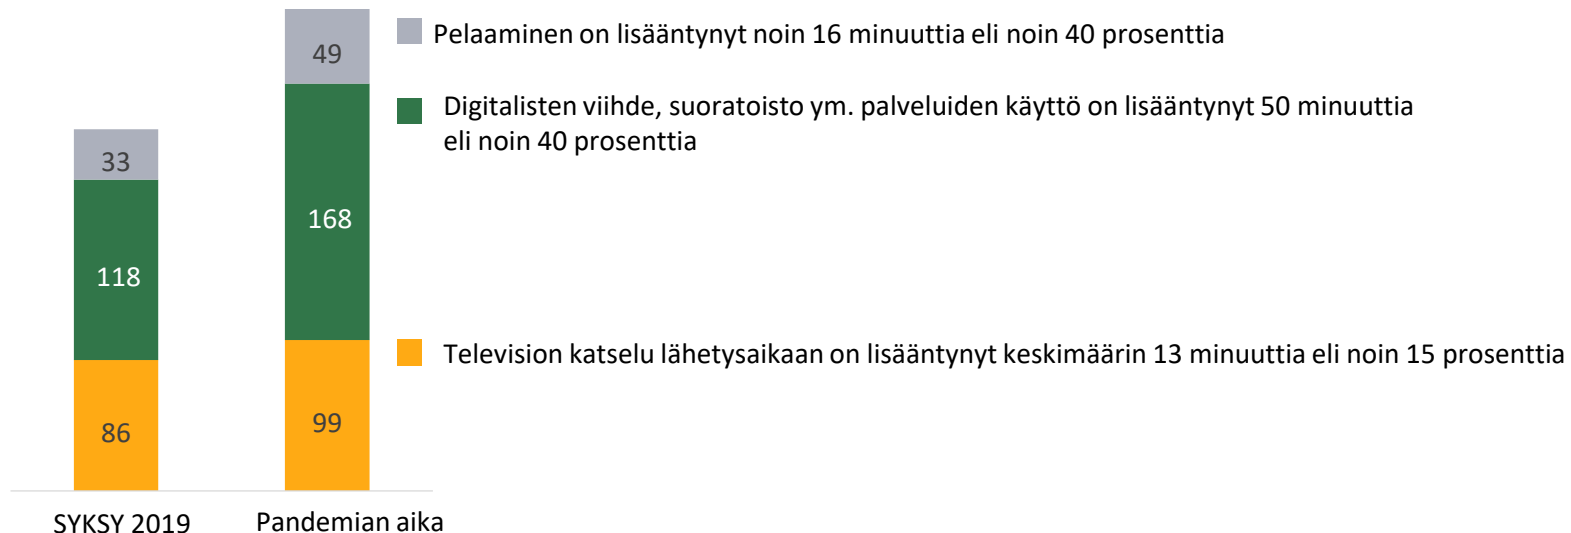 49
Pelaaminen on lisääntynyt noin 16 minuuttia eli noin 40 prosenttia
Digitalisten viihde, suoratoisto ym. palveluiden käyttö on lisääntynyt 50 minuuttia
eli noin 40 prosenttia
33
168
118
Television katselu lähetysaikaan on lisääntynyt keskimäärin 13 minuuttia eli noin 15 prosenttia
86
99
SYKSY 2019
Pandemian aika